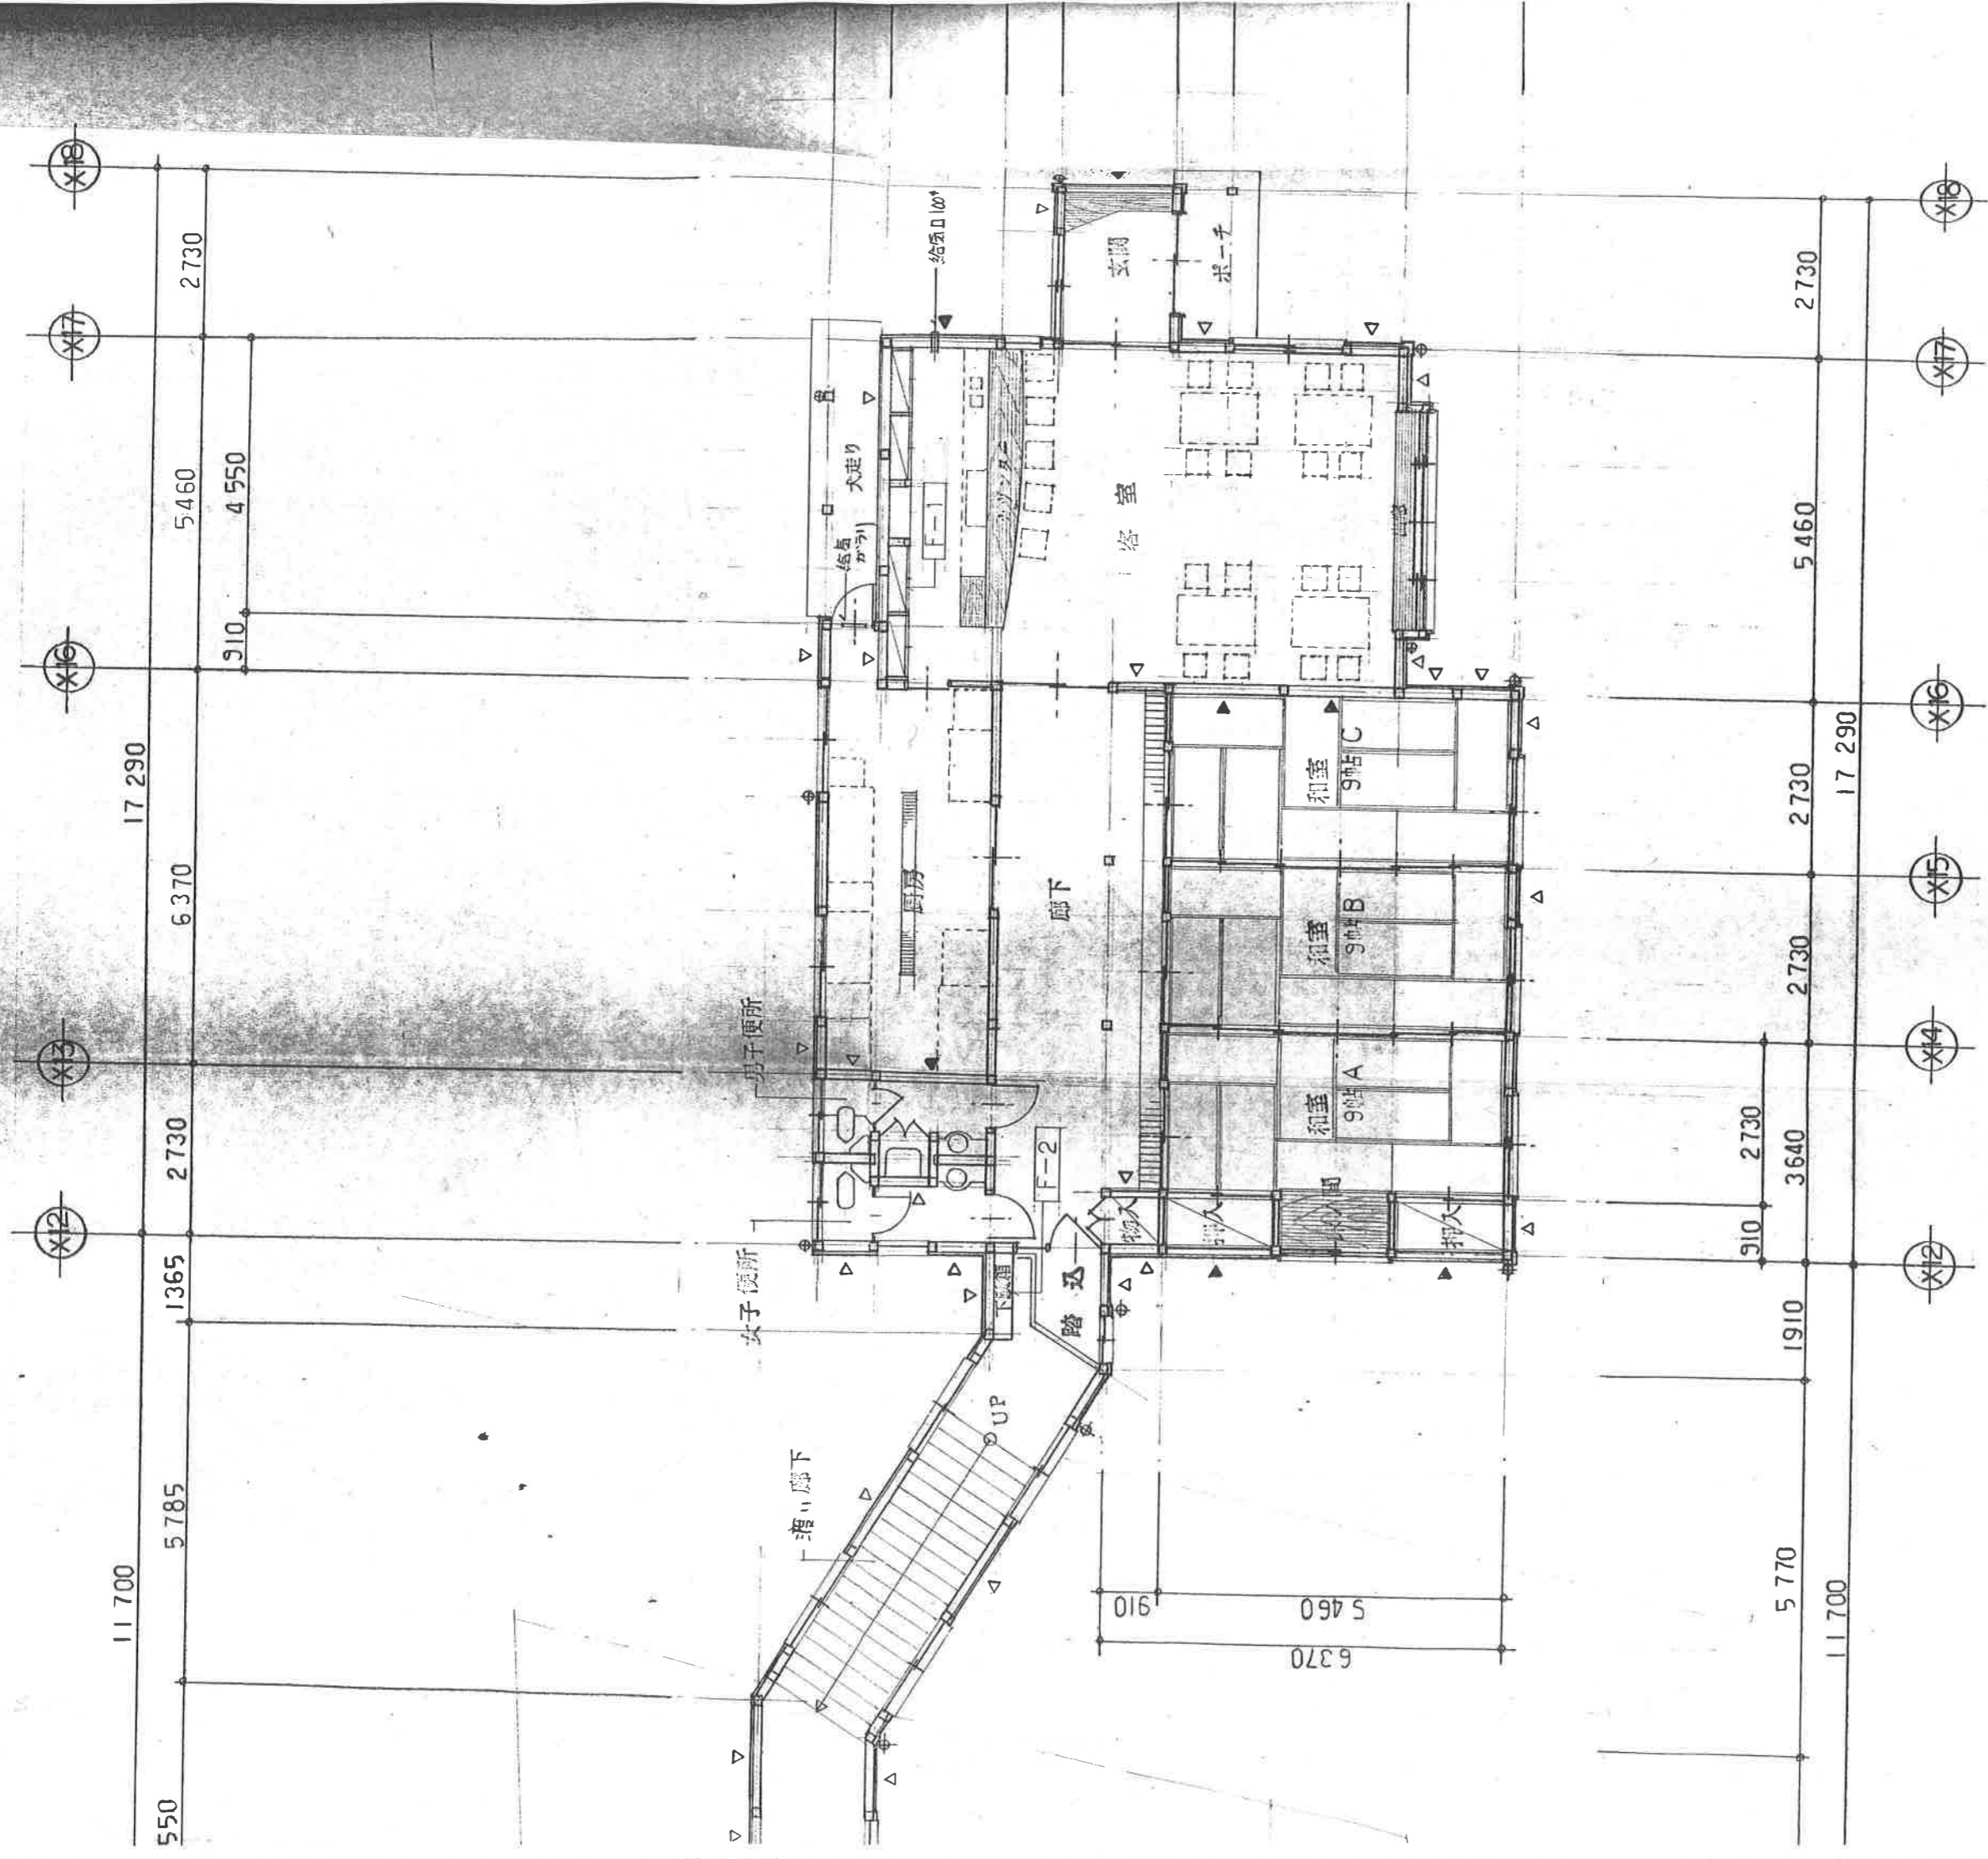 X18
X17
X16
X13
X12
2730
5460
4550
910
17290
6370
2730
1365
5785
11700
550
給気口100φ
玄関
ポーチ
犬走り
給気
ガラリ
F-1
カウンター
客室
厨房
廊下
和室
9帖 C
和室
9帖 B
和室
9帖 A
男子便所
女子便所
F-2
物入
押入
床の間
押入
下駄箱
踏込
UP
渡り廊下
910
5460
6370
X18
X17
X16
X15
X14
X12
2730
5460
2730
17290
2730
2730
3640
910
1910
5770
11700